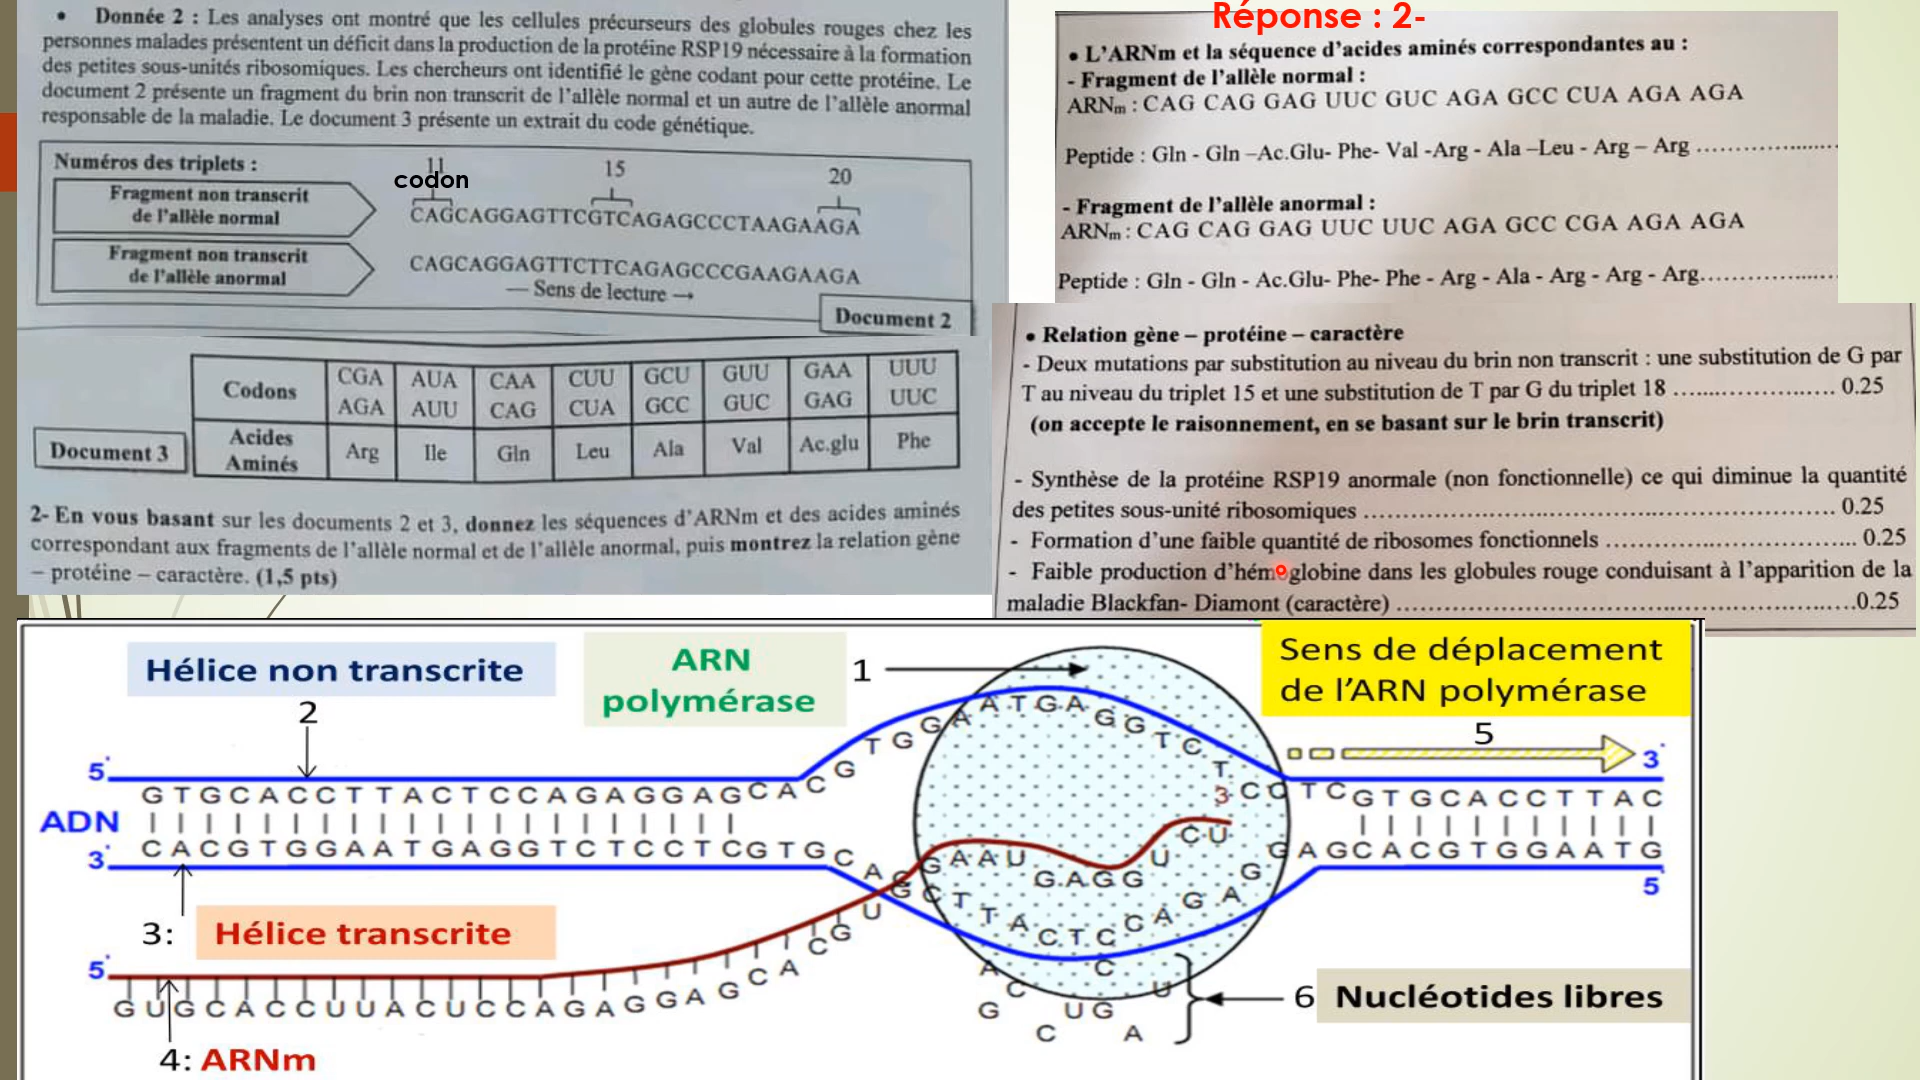 • Donnée 2 : Les analyses ont montré que les cellules précurseurs des globules rouges chez les
personnes malades présentent un déficit dans la production de la protéine RSP19 nécessaire à la formation
des petites sous-unités ribosomiques. Les chercheurs ont identifié le gène codant pour cette protéine. Le
document 2 présente un fragment du brin non transcrit de l'allèle normal et un autre de l'allèle anormal
responsable de la maladie. Le document 3 présente un extrait du code génétique.
Numéros des triplets :
11
15
20
codon
Fragment non transcrit
de l'allèle normal
CAGCAGGAGTTCGTCAGAGCCCTAAGAAGA
Fragment non transcrit
de l'allèle anormal
CAGCAGGAGTTCTTCAGAGCCCGAAGAAGA
— Sens de lecture →
Document 2
Codons
CGA AUA CAA CUU GCU GUU GAA UUU
AGA AUU CAG CUA GCC GUC GAG UUC
Acides
Aminés
Arg Ile Gln Leu Ala Val Ac.glu Phe
Document 3
2- En vous basant sur les documents 2 et 3, donnez les séquences d'ARNm et des acides aminés
correspondant aux fragments de l'allèle normal et de l'allèle anormal, puis montrez la relation gène
– protéine – caractère. (1,5 pts)
Réponse : 2-
• L'ARNm et la séquence d'acides aminés correspondantes au :
- Fragment de l'allèle normal :
ARNm : CAG CAG GAG UUC GUC AGA GCC CUA AGA AGA
Peptide : Gln - Gln –Ac.Glu- Phe- Val -Arg - Ala –Leu - Arg – Arg ......................
- Fragment de l'allèle anormal :
ARNm : CAG CAG GAG UUC UUC AGA GCC CGA AGA AGA
Peptide : Gln - Gln - Ac.Glu- Phe- Phe - Arg - Ala - Arg - Arg - Arg......................
• Relation gène – protéine – caractère
- Deux mutations par substitution au niveau du brin non transcrit : une substitution de G par
T au niveau du triplet 15 et une substitution de T par G du triplet 18 ........................ 0.25
(on accepte le raisonnement, en se basant sur le brin transcrit)
- Synthèse de la protéine RSP19 anormale (non fonctionnelle) ce qui diminue la quantité
des petites sous-unité ribosomiques ........................ 0.25
- Formation d'une faible quantité de ribosomes fonctionnels ........................ 0.25
- Faible production d'hémoglobine dans les globules rouge conduisant à l'apparition de la
maladie Blackfan- Diamont (caractère) ........................0.25
Hélice non transcrite
2
ARN
polymérase
1
Sens de déplacement
de l'ARN polymérase
5
5'
3'
GTGCACCTTACTCCAGAGGAGCACGTGGAATGAGGTCTCCTCGTGCACCTTAC
ADN
3'
5'
CACGTGGAATGAGGTCTCCTCGTGCAGCTTACTCCAGAGGAGCACGTGGAATG
3
3:
Hélice transcrite
5'
GUGCACCUUACUCCAGAGGAGCACGUGGAAUGAGGUCU
4: ARNm
A C G C U G A U C
6
Nucléotides libres